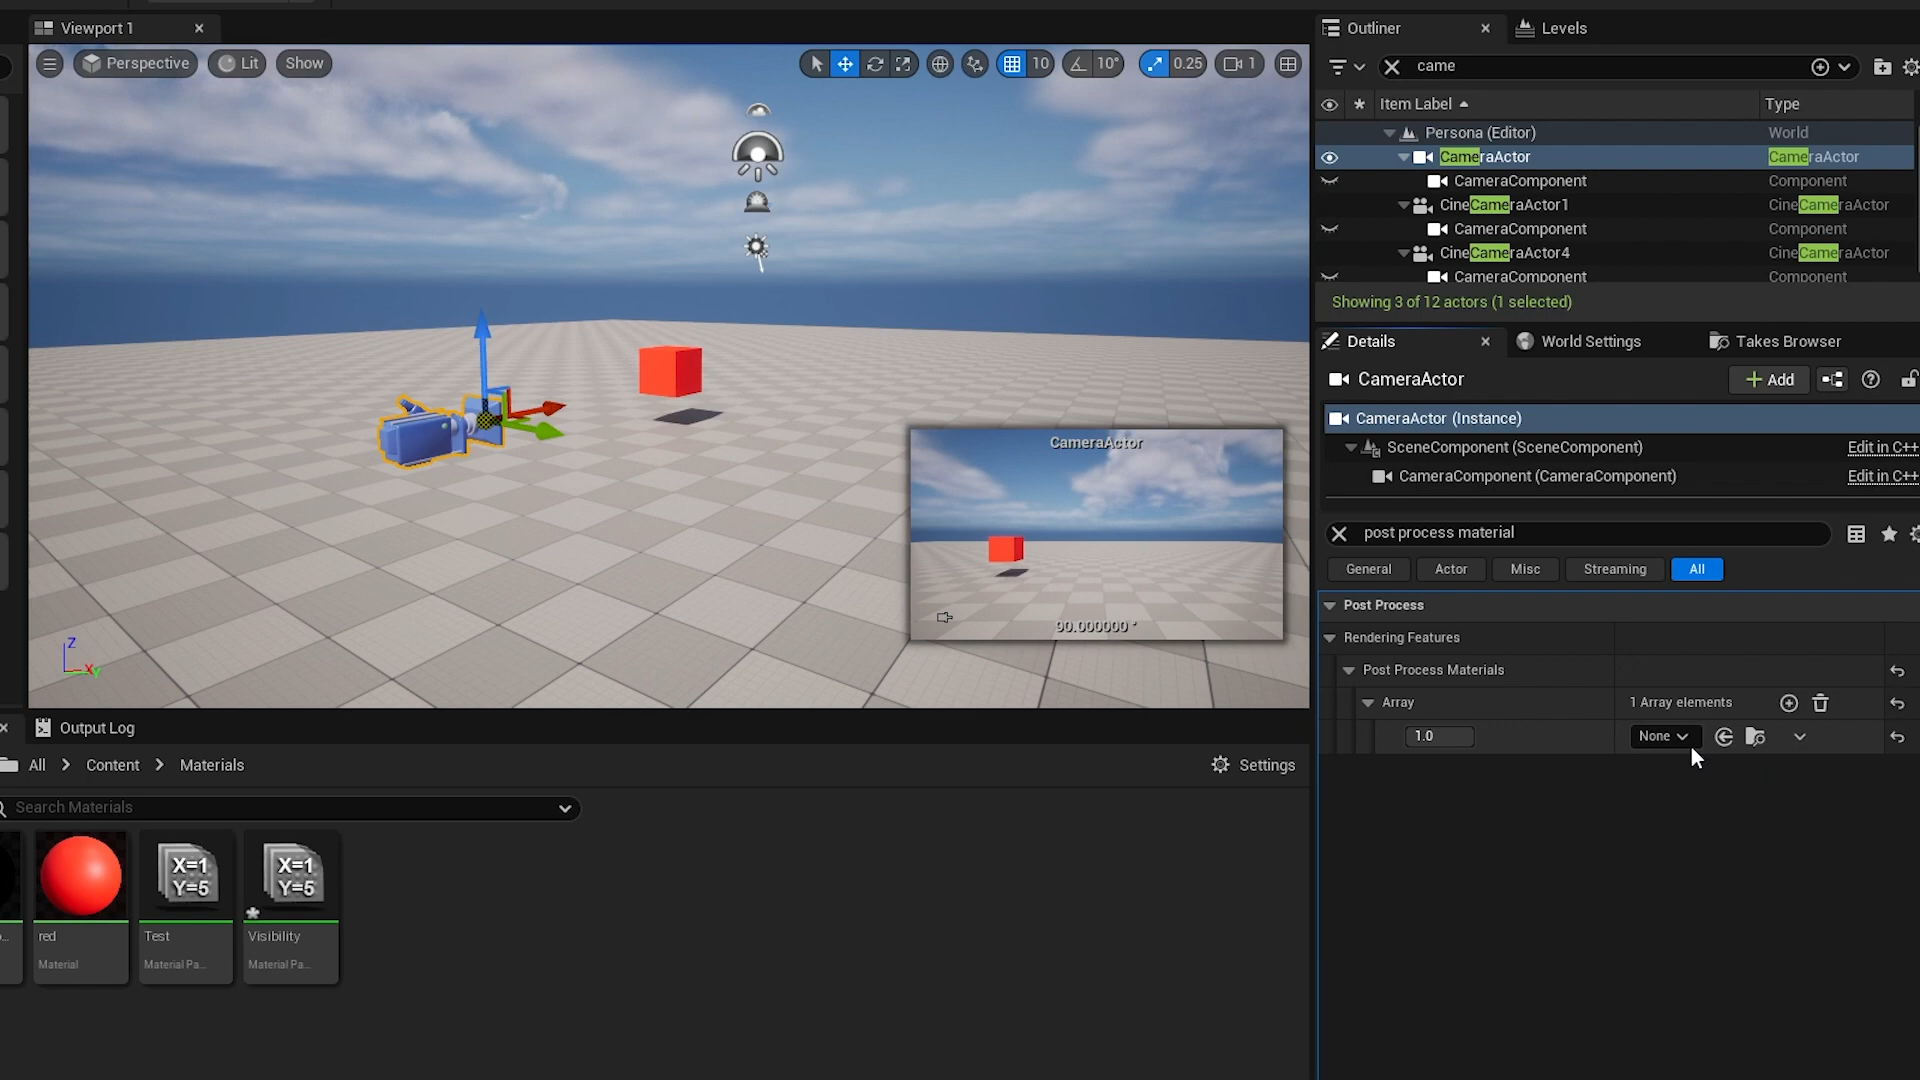 Viewport 1
Perspective
Lit
Show
10
10°
0.25
1
CameraActor
90.000000 °
Z
X
Y
Outliner
Levels
came
Item Label
Type
Persona (Editor)
World
CameraActor
CameraActor
CameraComponent
Component
CineCameraActor1
CineCameraActor
CameraComponent
Component
CineCameraActor4
CineCameraActor
CameraComponent
Component
Showing 3 of 12 actors (1 selected)
Details
World Settings
Takes Browser
CameraActor
Add
CameraActor (Instance)
SceneComponent (SceneComponent)
Edit in C++
CameraComponent (CameraComponent)
Edit in C++
post process material
General
Actor
Misc
Streaming
All
Post Process
Rendering Features
Post Process Materials
Array
1 Array elements
1.0
None
Output Log
All
Content
Materials
Settings
Search Materials
X=1
Y=5
X=1
Y=5
red
Test
Visibility
Material
Material Pa...
Material Pa...